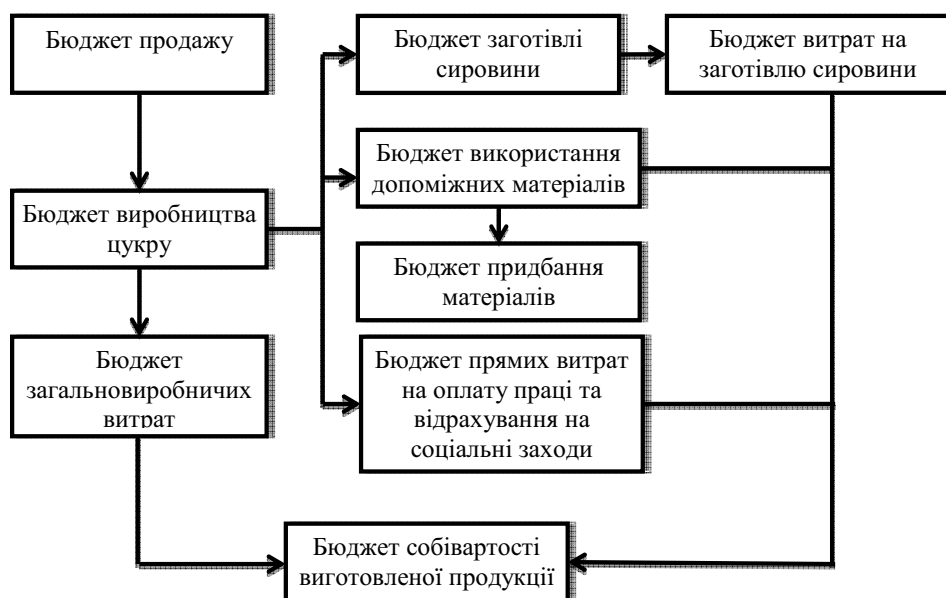 Бюджет продажу
Бюджет заготівлі
сировини
Бюджет витрат на
заготівлю сировини
Бюджет використання
допоміжних матеріалів
Бюджет виробництва
цукру
Бюджет придбання
матеріалів
Бюджет
загальновиробничих
витрат
Бюджет прямих витрат
на оплату праці та
відрахування на
соціальні заходи
Бюджет собівартості
виготовленої продукції